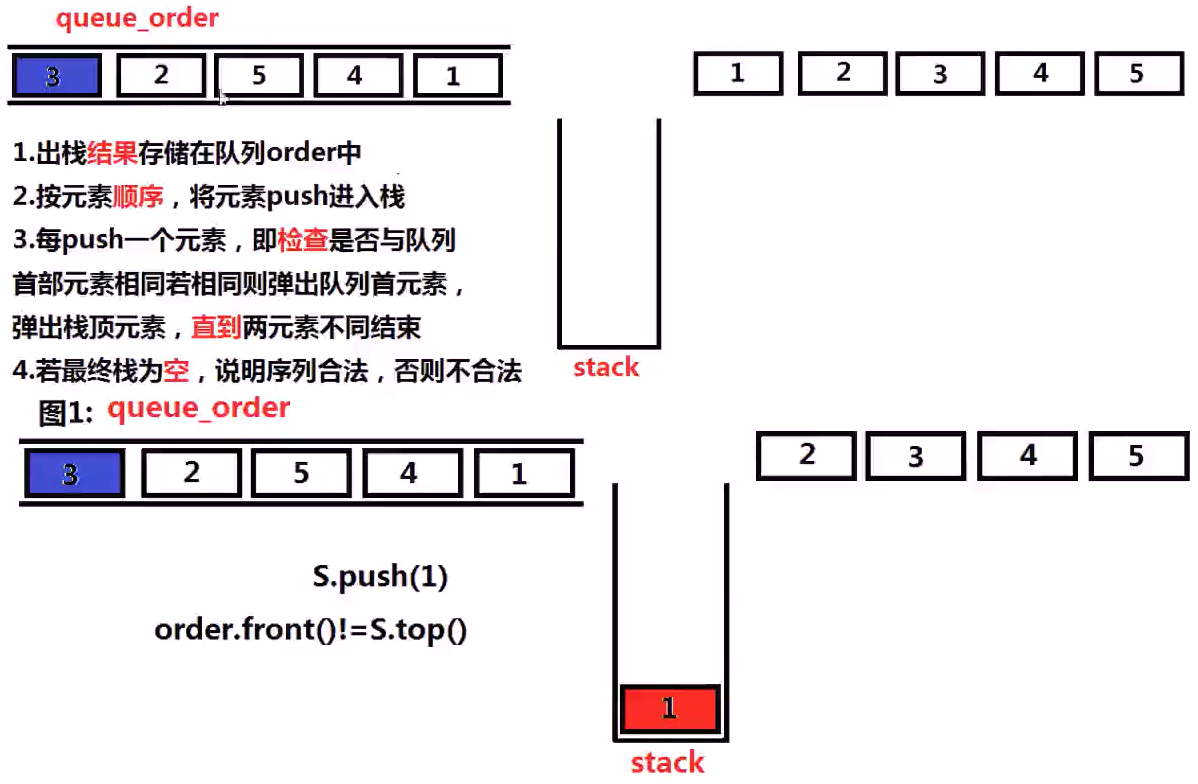 queue_order
3 2 5 4 1
1 2 3 4 5
1.出栈结果存储在队列order中
2.按元素顺序，将元素push进入栈
3.每push一个元素，即检查是否与队列
首部元素相同若相同则弹出队列首元素，
弹出栈顶元素，直到两元素不同结束
4.若最终栈为空，说明序列合法，否则不合法
stack
图1: queue_order
3 2 5 4 1
2 3 4 5
S.push(1)
order.front()!=S.top()
1
stack